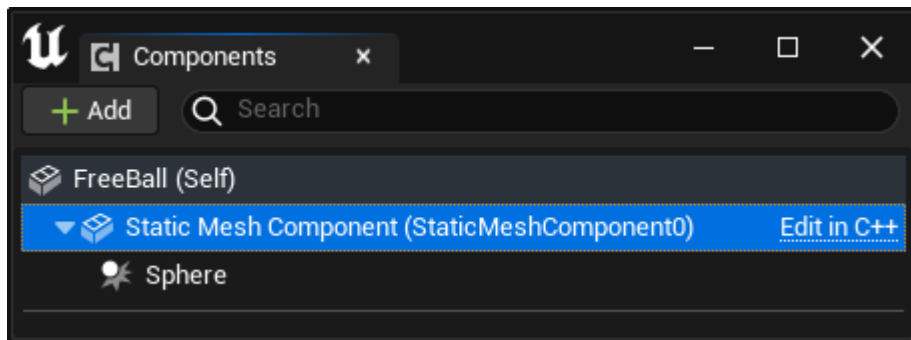 Components
Add
Search
FreeBall (Self)
Static Mesh Component (StaticMeshComponent0) Edit in C++
Sphere